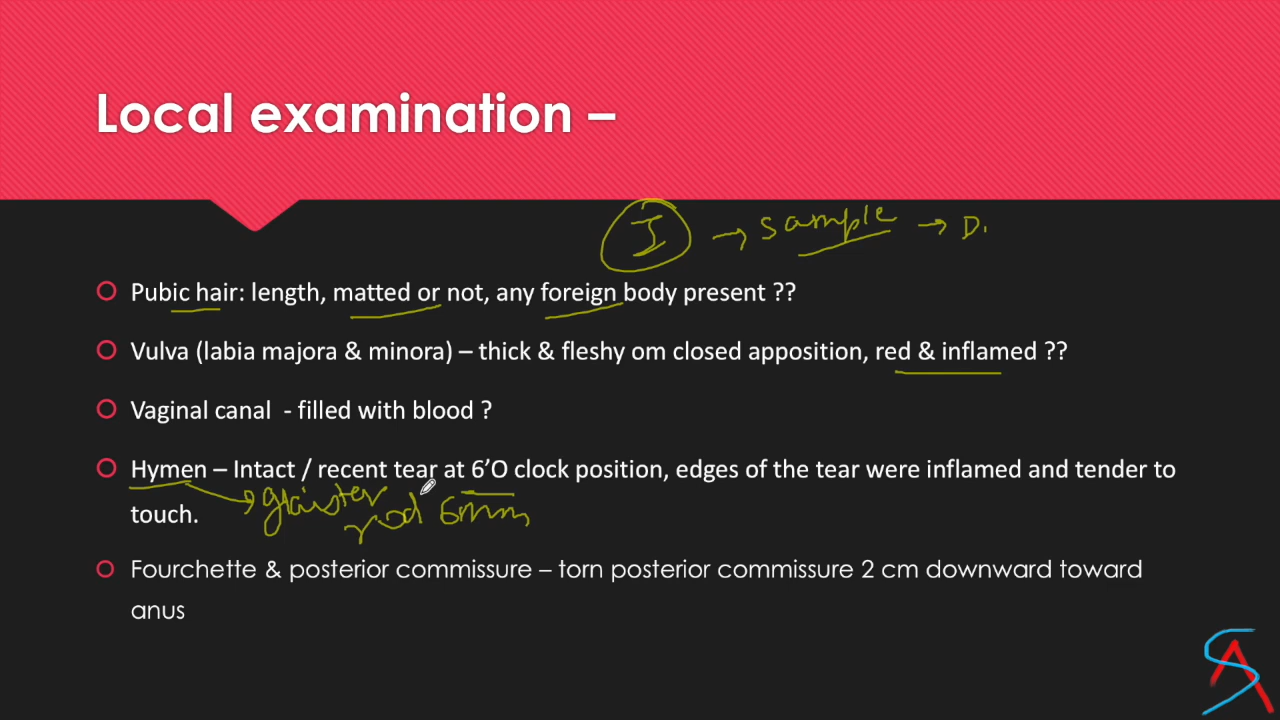 Local examination –
I → sample → D.
Pubic hair: length, matted or not, any foreign body present ??
Vulva (labia majora & minora) – thick & fleshy om closed apposition, red & inflamed ??
Vaginal canal - filled with blood ?
Hymen – Intact / recent tear at 6’O clock position, edges of the tear were inflamed and tender to
touch.
→ glaister
rod 6mm
Fourchette & posterior commissure – torn posterior commissure 2 cm downward toward
anus
SA